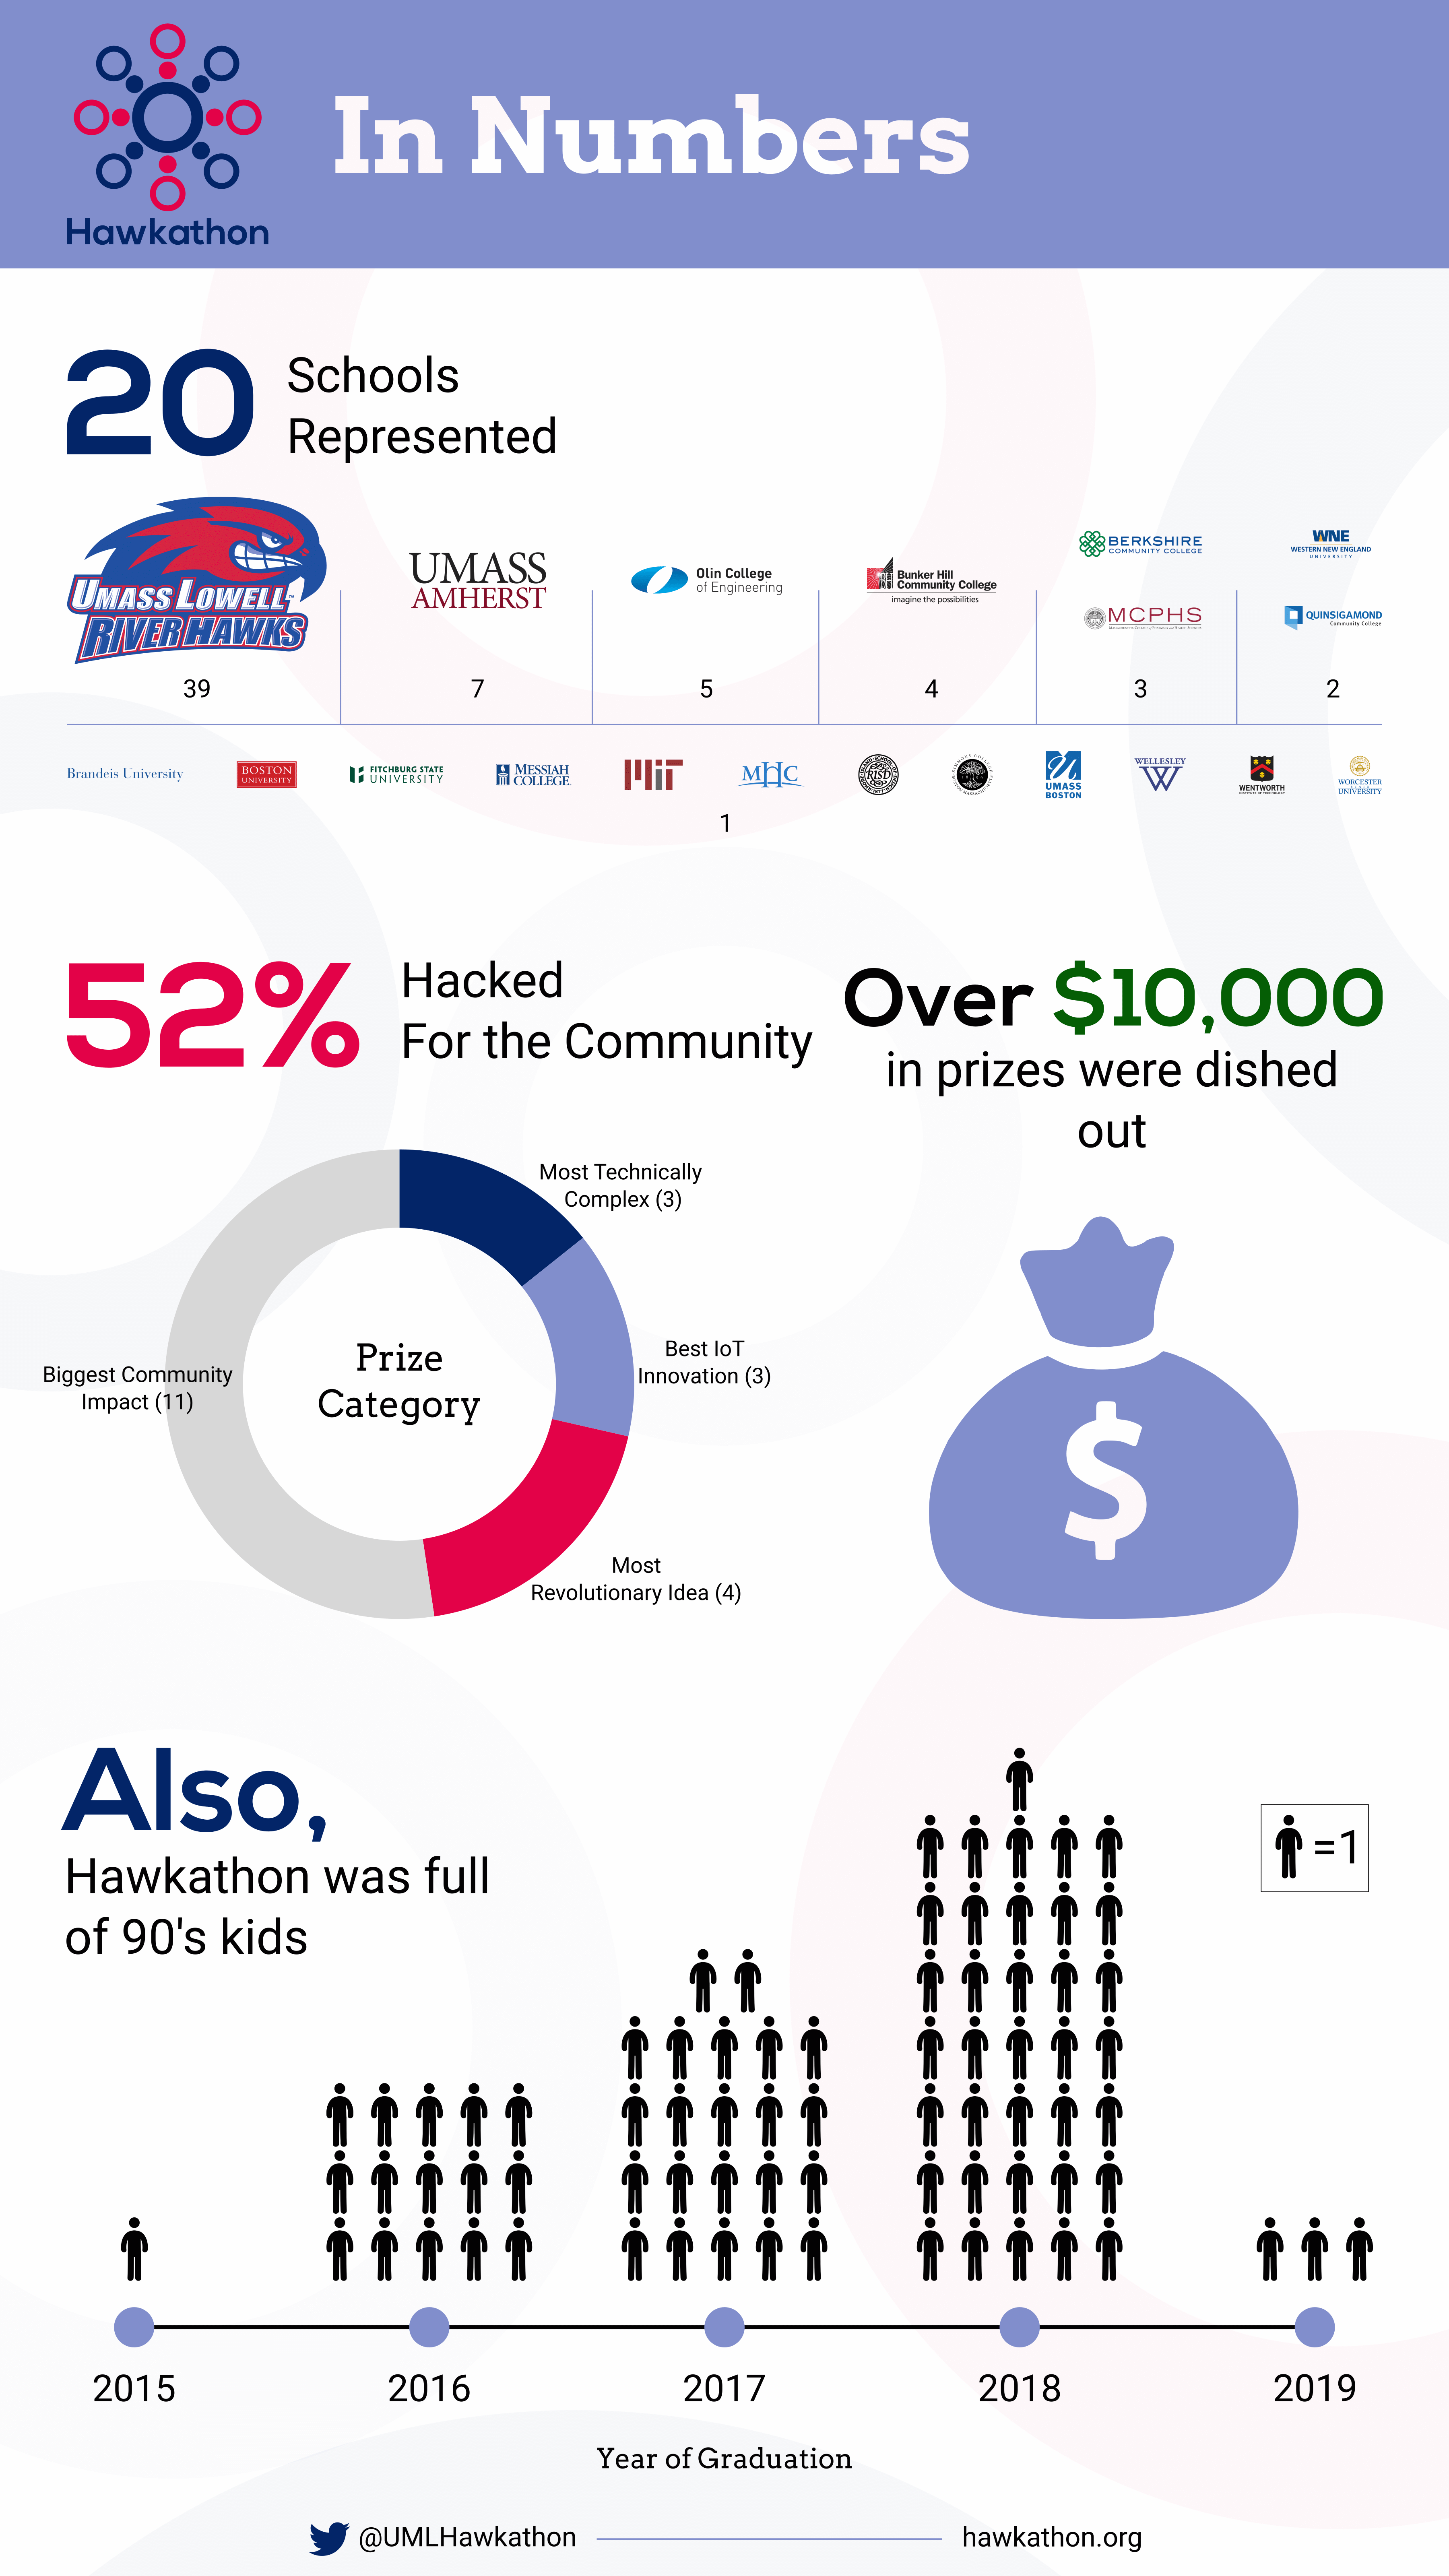 Hawkathon
In Numbers
20
Schools
Represented
UMASS LOWELL
RIVER HAWKS
39
UMASS
AMHERST
7
Olin College
of Engineering
5
Bunker Hill
Community College
imagine the possibilities
4
BERKSHIRE
COMMUNITY COLLEGE
MCPHS
3
WNE
WESTERN NEW ENGLAND
UNIVERSITY
QUINSIGAMOND
Community College
2
Brandeis University
BOSTON
UNIVERSITY
FITCHBURG STATE
UNIVERSITY
MESSIAH
COLLEGE
MIT
MHC
RISD
UMASS
BOSTON
WELLESLEY
W
WENTWORTH
WORCESTER
UNIVERSITY
1
52%
Hacked
For the Community
Over $10,000
in prizes were dished
out
Most Technically
Complex (3)
Best IoT
Innovation (3)
Prize
Category
Biggest Community
Impact (11)
Most
Revolutionary Idea (4)
$
Also,
Hawkathon was full
of 90's kids
=1
2015
2016
2017
2018
2019
Year of Graduation
@UMLHawkathon
hawkathon.org